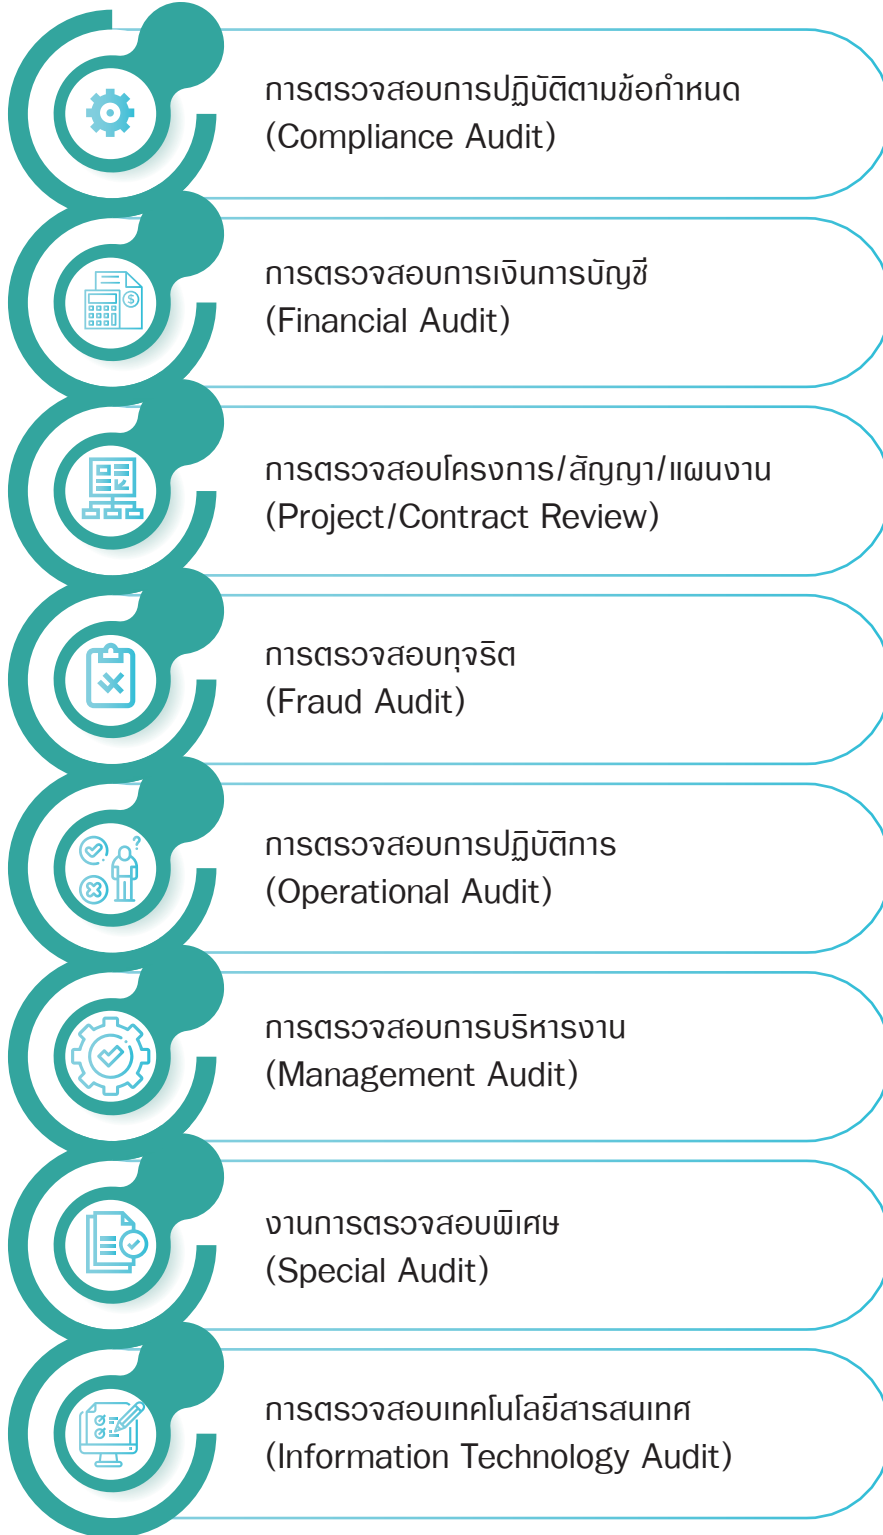 การตรวจสอบการปฏิบัติตามข้อกำหนด
(Compliance Audit)
การตรวจสอบการเงินการบัญชี
(Financial Audit)
การตรวจสอบโครงการ/สัญญา/แผนงาน
(Project/Contract Review)
การตรวจสอบทุจริต
(Fraud Audit)
การตรวจสอบการปฏิบัติการ
(Operational Audit)
การตรวจสอบการบริหารงาน
(Management Audit)
งานการตรวจสอบพิเศษ
(Special Audit)
การตรวจสอบเทคโนโลยีสารสนเทศ
(Information Technology Audit)